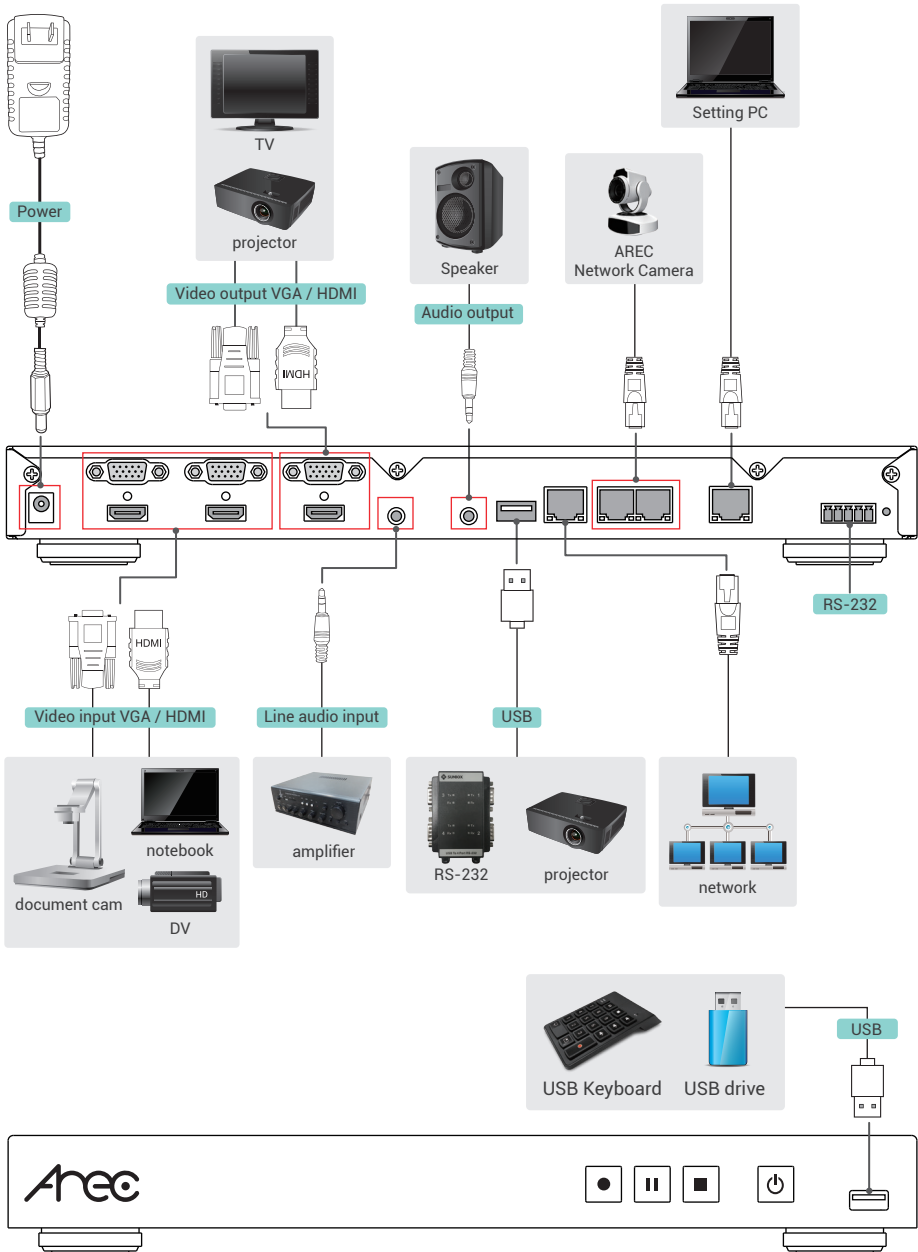 Setting PC
TV
Power
projector
Speaker
AREC
Network Camera
Video output VGA / HDMI
Audio output
HDMI
RS-232
HDMI
Video input VGA / HDMI
Line audio input
USB
notebook
amplifier
RS-232
projector
network
document cam
HD
DV
USB
USB Keyboard
USB drive
Arec